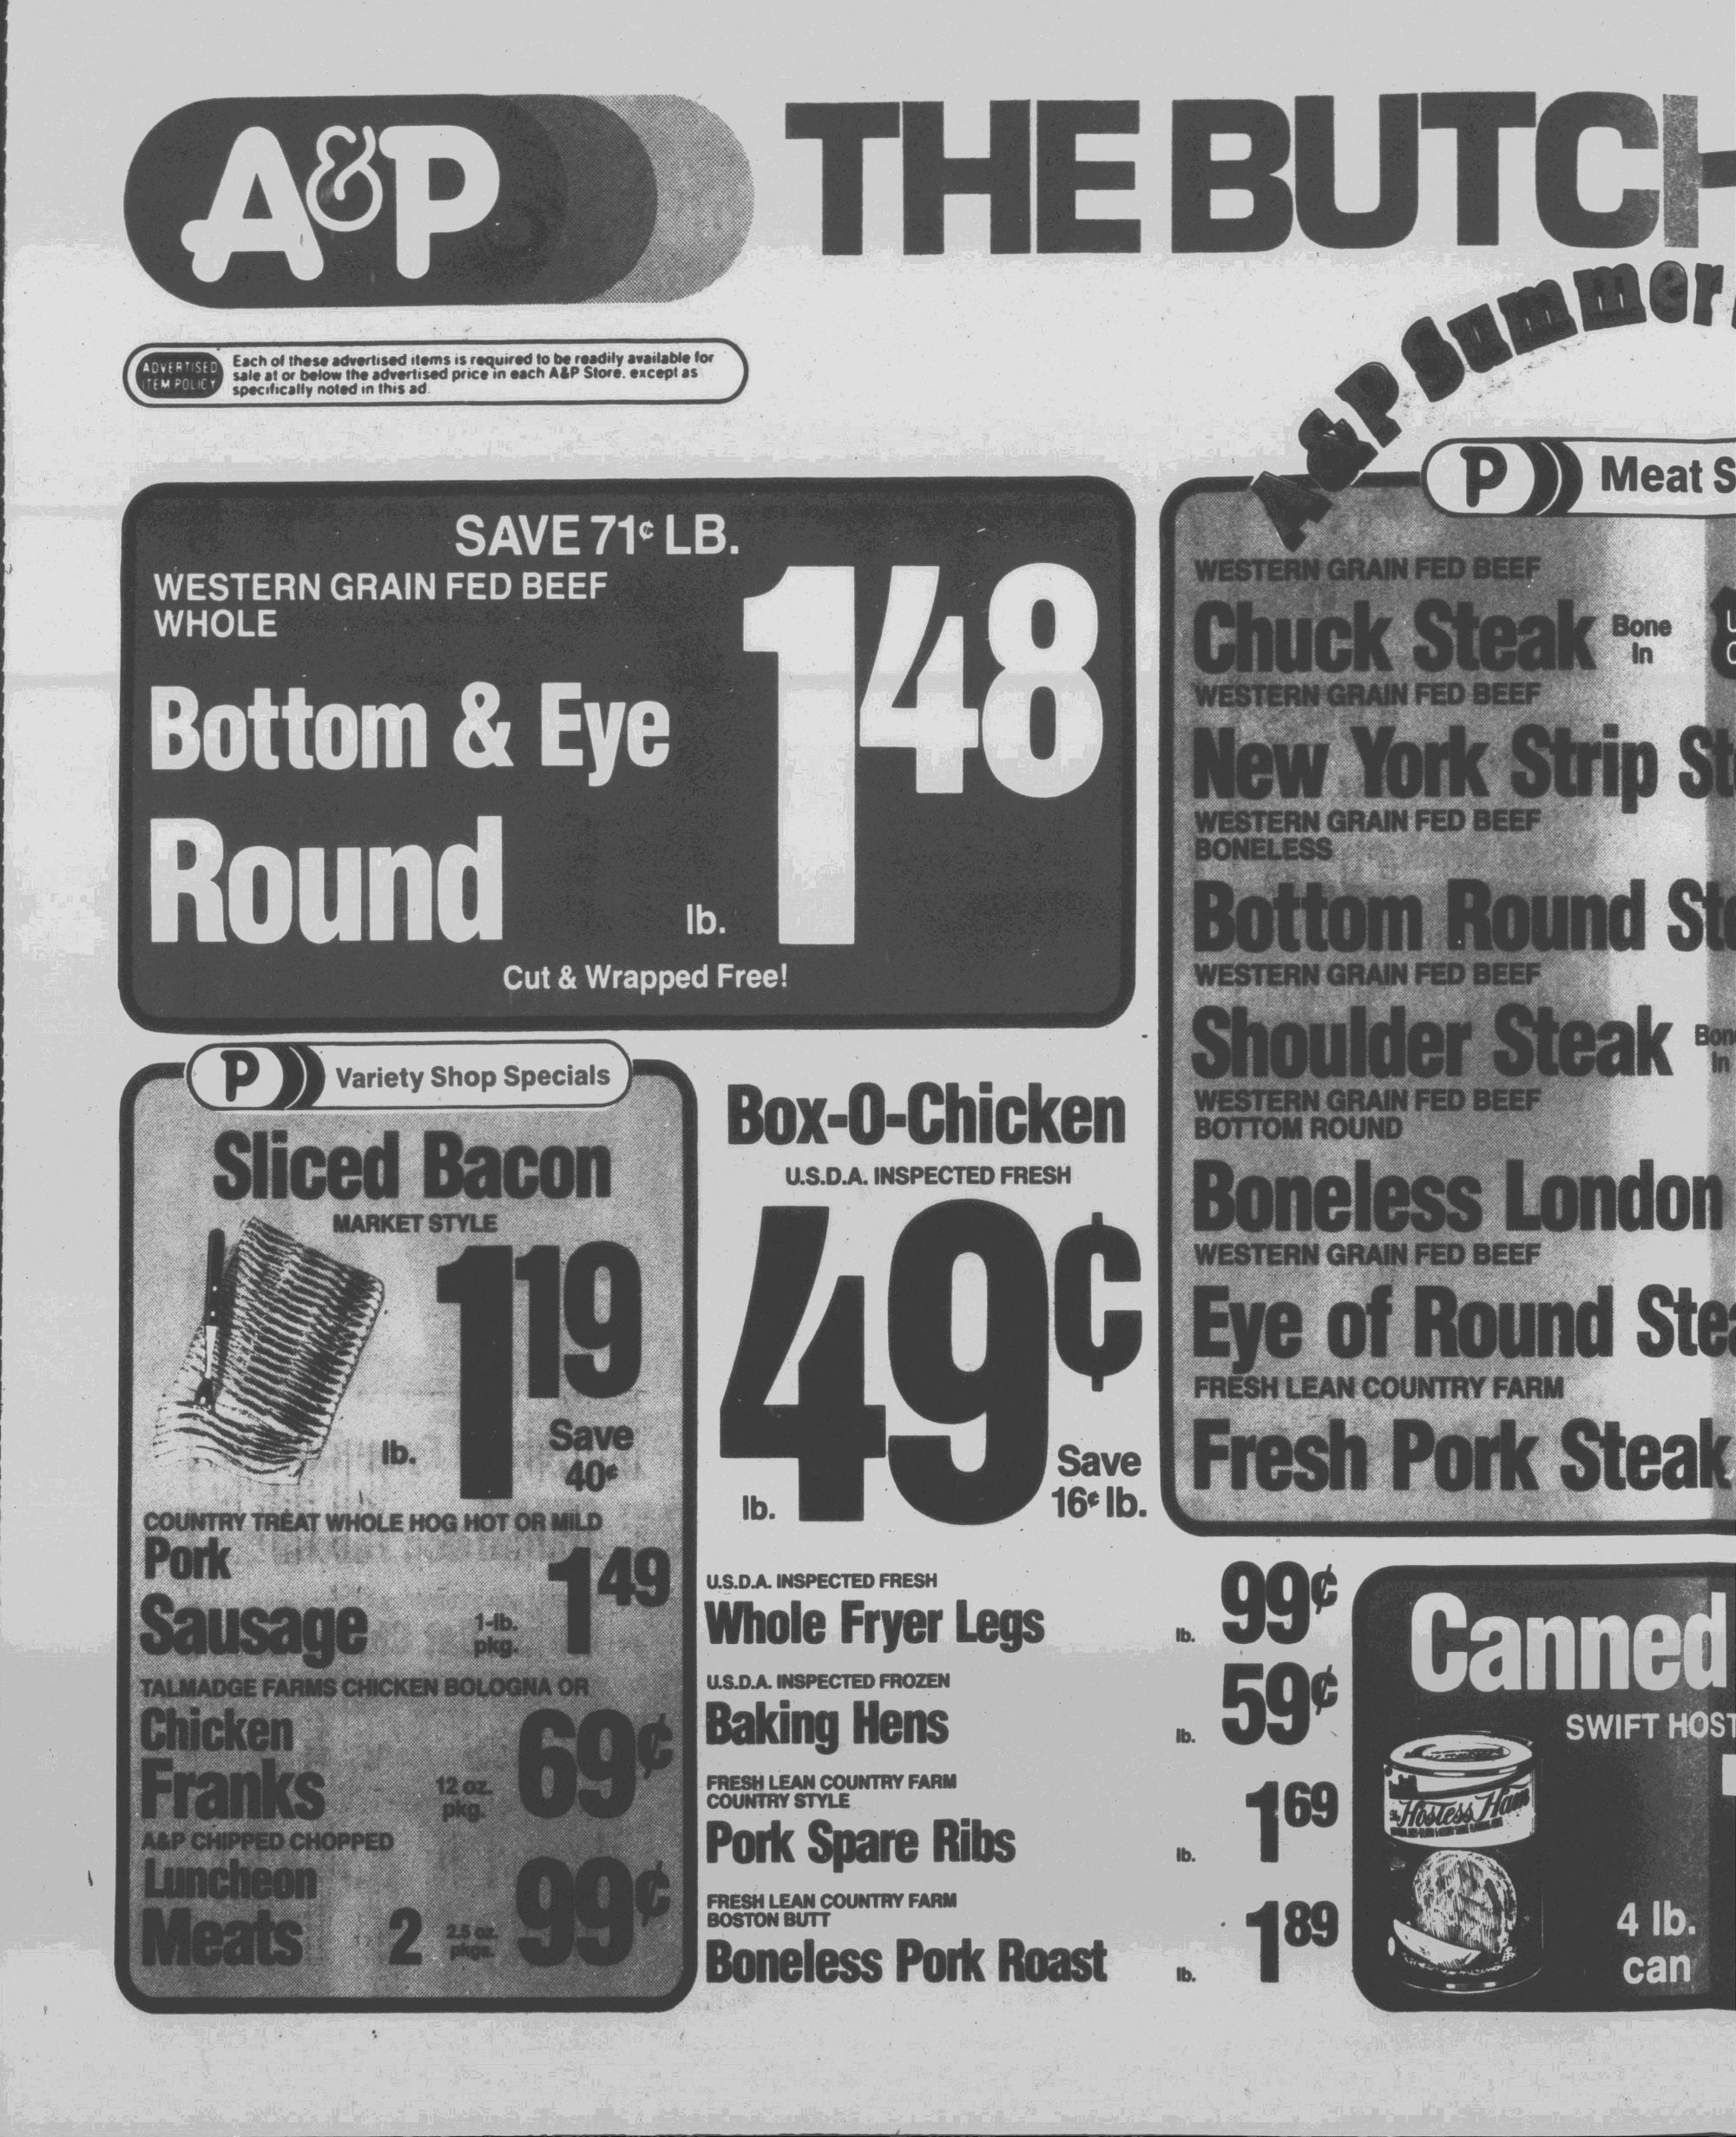 A&P
THE BUTCH
ADVERTISED
ITEM POLICY
Each of these advertised items is required to be readily available for
sale at or below the advertised price in each A&P Store. except as
specifically noted in this ad.
A&P Summer
SAVE 71¢ LB.
WESTERN GRAIN FED BEEF
WHOLE
Bottom & Eye
Round
lb.
148
Cut & Wrapped Free!
P Variety Shop Specials
Sliced Bacon
MARKET STYLE
lb.
119
Save
40¢
COUNTRY TREAT WHOLE HOG HOT OR MILD
Pork
Sausage
1-lb.
pkg.
149
TALMADGE FARMS CHICKEN BOLOGNA OR
Chicken
Franks
12 oz.
pkg.
69¢
A&P CHIPPED CHOPPED
Luncheon
Meats
2
2.5 oz.
pkgs.
99¢
Box-O-Chicken
U.S.D.A. INSPECTED FRESH
lb.
49¢
Save
16¢ lb.
U.S.D.A. INSPECTED FRESH
Whole Fryer Legs lb. 99¢
U.S.D.A. INSPECTED FROZEN
Baking Hens lb. 59¢
FRESH LEAN COUNTRY FARM
COUNTRY STYLE
Pork Spare Ribs lb. 169
FRESH LEAN COUNTRY FARM
BOSTON BUTT
Boneless Pork Roast lb. 189
P Meat S
WESTERN GRAIN FED BEEF
Chuck Steak Bone
In
WESTERN GRAIN FED BEEF
New York Strip St
WESTERN GRAIN FED BEEF
BONELESS
Bottom Round St
WESTERN GRAIN FED BEEF
Shoulder Steak Bon
In
WESTERN GRAIN FED BEEF
BOTTOM ROUND
Boneless London
WESTERN GRAIN FED BEEF
Eye of Round Stea
FRESH LEAN COUNTRY FARM
Fresh Pork Steak
Canned
SWIFT HOST
Hostess Ham
4 lb.
can